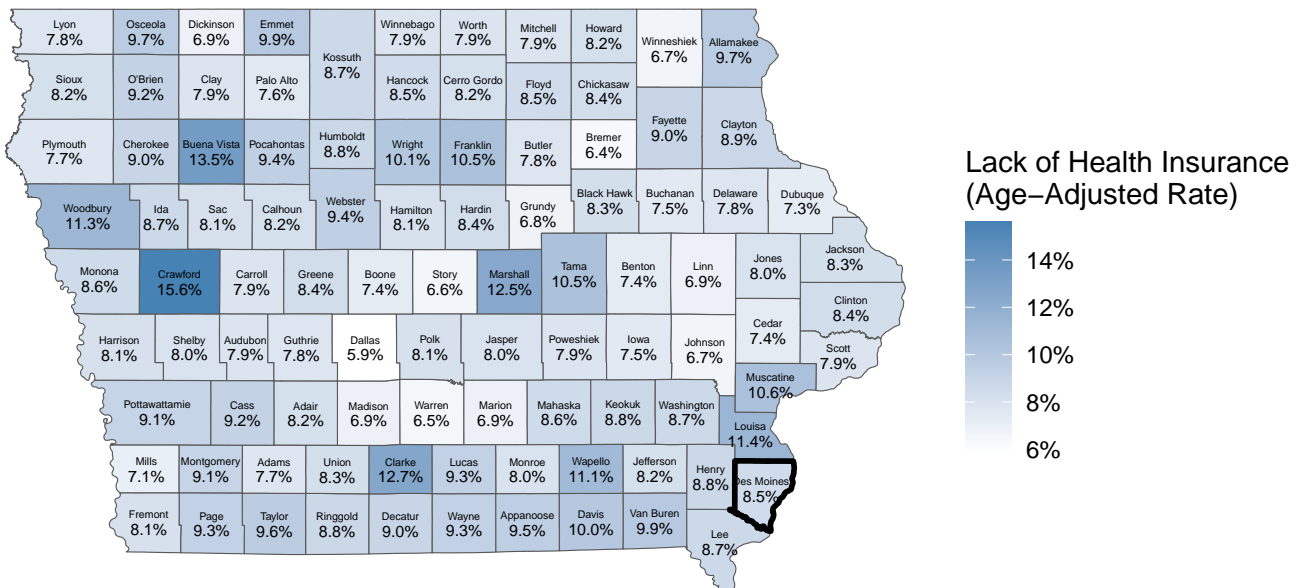 Lyon
7.8%
Osceola
9.7%
Dickinson
6.9%
Emmet
9.9%
Kossuth
8.7%
Winnebago
7.9%
Worth
7.9%
Mitchell
7.9%
Howard
8.2%
Winneshiek
6.7%
Allamakee
9.7%
Sioux
8.2%
O'Brien
9.2%
Clay
7.9%
Palo Alto
7.6%
Hancock
8.5%
Cerro Gordo
8.2%
Floyd
8.5%
Chickasaw
8.4%
Fayette
9.0%
Clayton
8.9%
Plymouth
7.7%
Cherokee
9.0%
Buena Vista
13.5%
Pocahontas
9.4%
Humboldt
8.8%
Wright
10.1%
Franklin
10.5%
Butler
7.8%
Bremer
6.4%
Woodbury
11.3%
Ida
8.7%
Sac
8.1%
Calhoun
8.2%
Webster
9.4%
Hamilton
8.1%
Hardin
8.4%
Grundy
6.8%
Black Hawk
8.3%
Buchanan
7.5%
Delaware
7.8%
Dubuque
7.3%
Monona
8.6%
Crawford
15.6%
Carroll
7.9%
Greene
8.4%
Boone
7.4%
Story
6.6%
Marshall
12.5%
Tama
10.5%
Benton
7.4%
Linn
6.9%
Jones
8.0%
Jackson
8.3%
Clinton
8.4%
Harrison
8.1%
Shelby
8.0%
Audubon
7.9%
Guthrie
7.8%
Dallas
5.9%
Polk
8.1%
Jasper
8.0%
Poweshiek
7.9%
Iowa
7.5%
Johnson
6.7%
Cedar
7.4%
Scott
7.9%
Muscatine
10.6%
Pottawattamie
9.1%
Cass
9.2%
Adair
8.2%
Madison
6.9%
Warren
6.5%
Marion
6.9%
Mahaska
8.6%
Keokuk
8.8%
Washington
8.7%
Louisa
11.4%
Mills
7.1%
Montgomery
9.1%
Adams
7.7%
Union
8.3%
Clarke
12.7%
Lucas
9.3%
Monroe
8.0%
Wapello
11.1%
Jefferson
8.2%
Henry
8.8%
Des Moines
8.5%
Fremont
8.1%
Page
9.3%
Taylor
9.6%
Ringgold
8.8%
Decatur
9.0%
Wayne
9.3%
Appanoose
9.5%
Davis
10.0%
Van Buren
9.9%
Lee
8.7%
Lack of Health Insurance
(Age−Adjusted Rate)
14%
12%
10%
8%
6%